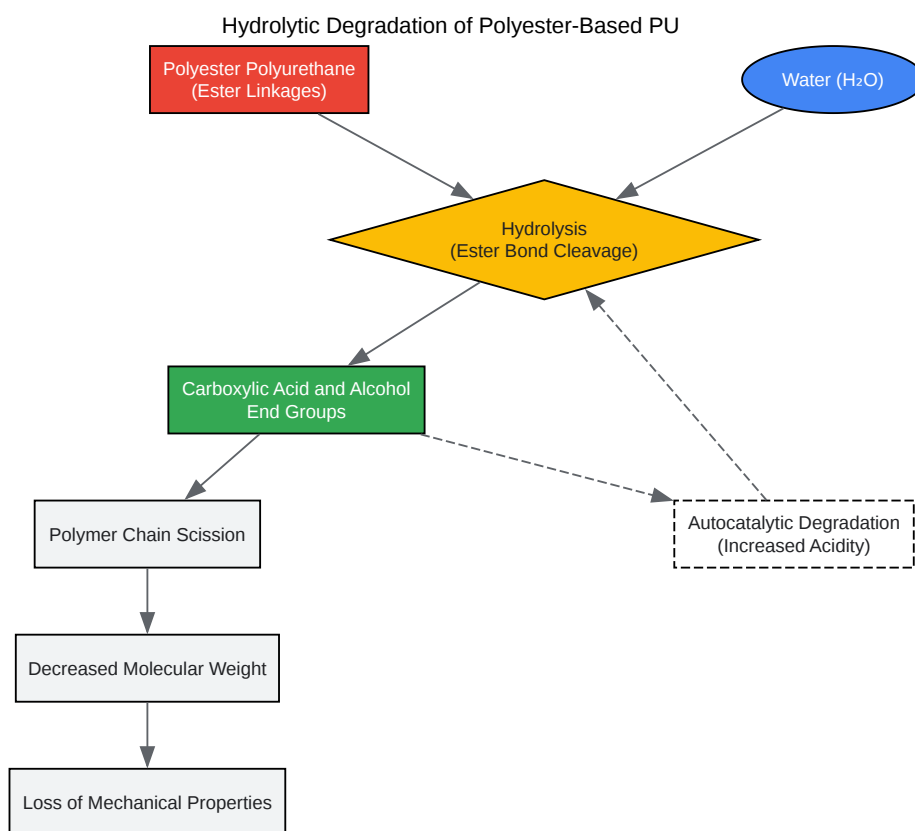 Hydrolytic Degradation of Polyester-Based PU
Polyester Polyurethane
(Ester Linkages)
Water (H₂O)
Hydrolysis
(Ester Bond Cleavage)
Carboxylic Acid and Alcohol
End Groups
Polymer Chain Scission
Autocatalytic Degradation
(Increased Acidity)
Decreased Molecular Weight
Loss of Mechanical Properties